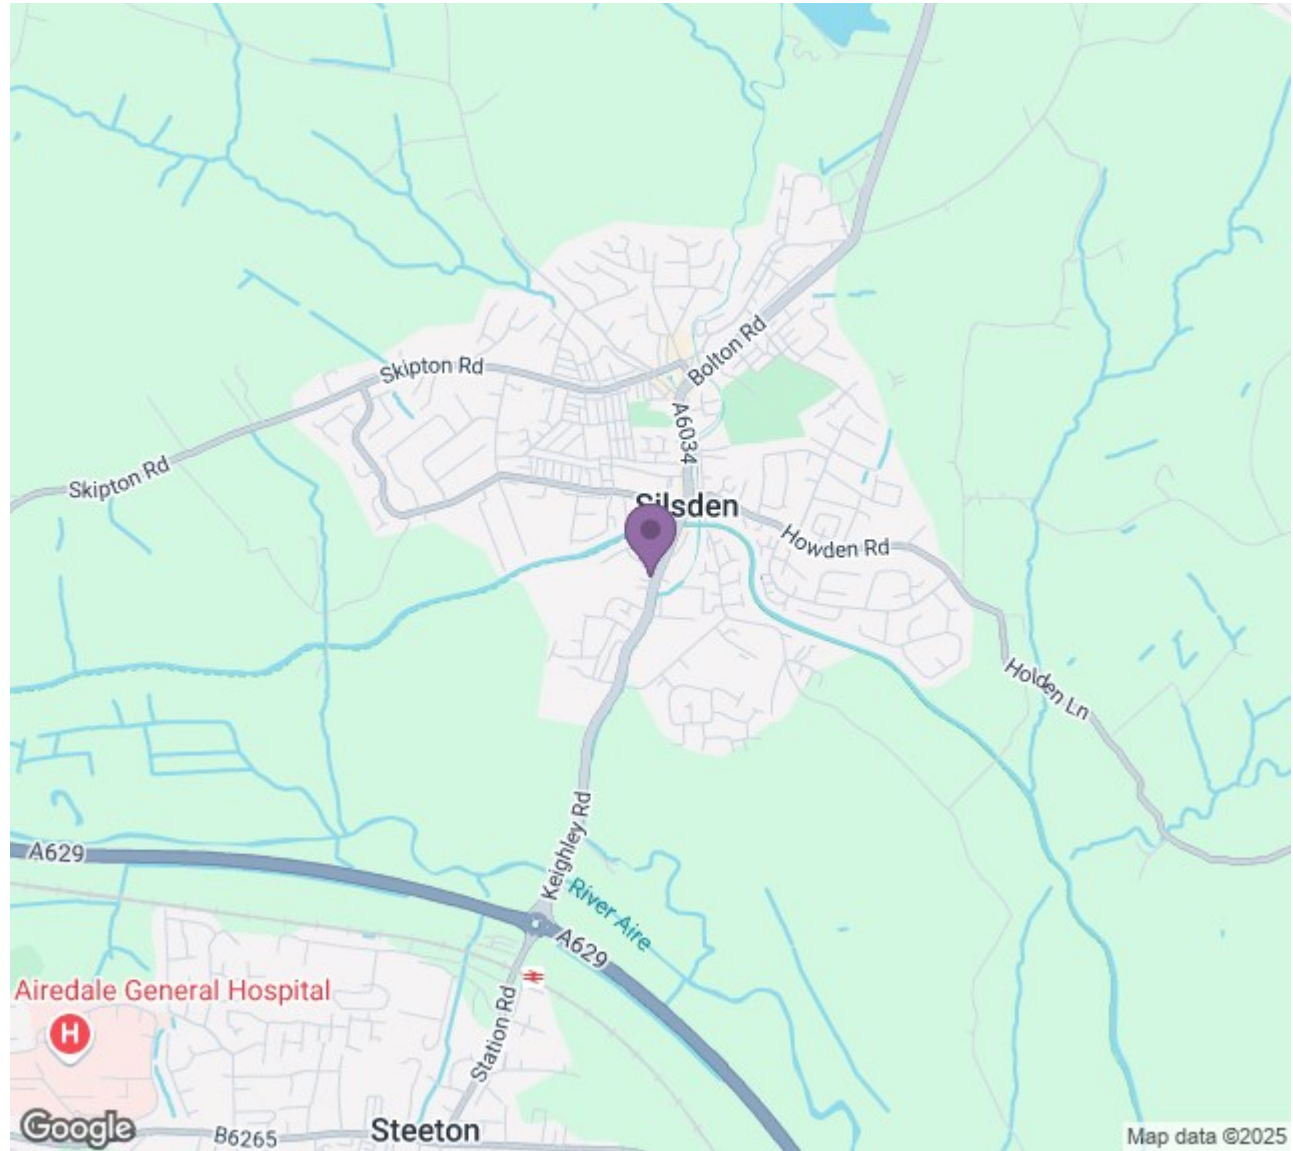 Skipton Rd
Bolton Rd
A6034
Skipton Rd
Silsden
Howden Rd
Holden Ln
Keighley Rd
A629
River Aire
A629
Airedale General Hospital
H
Station Rd
Google
B6265
Steeton
Map data ©2025